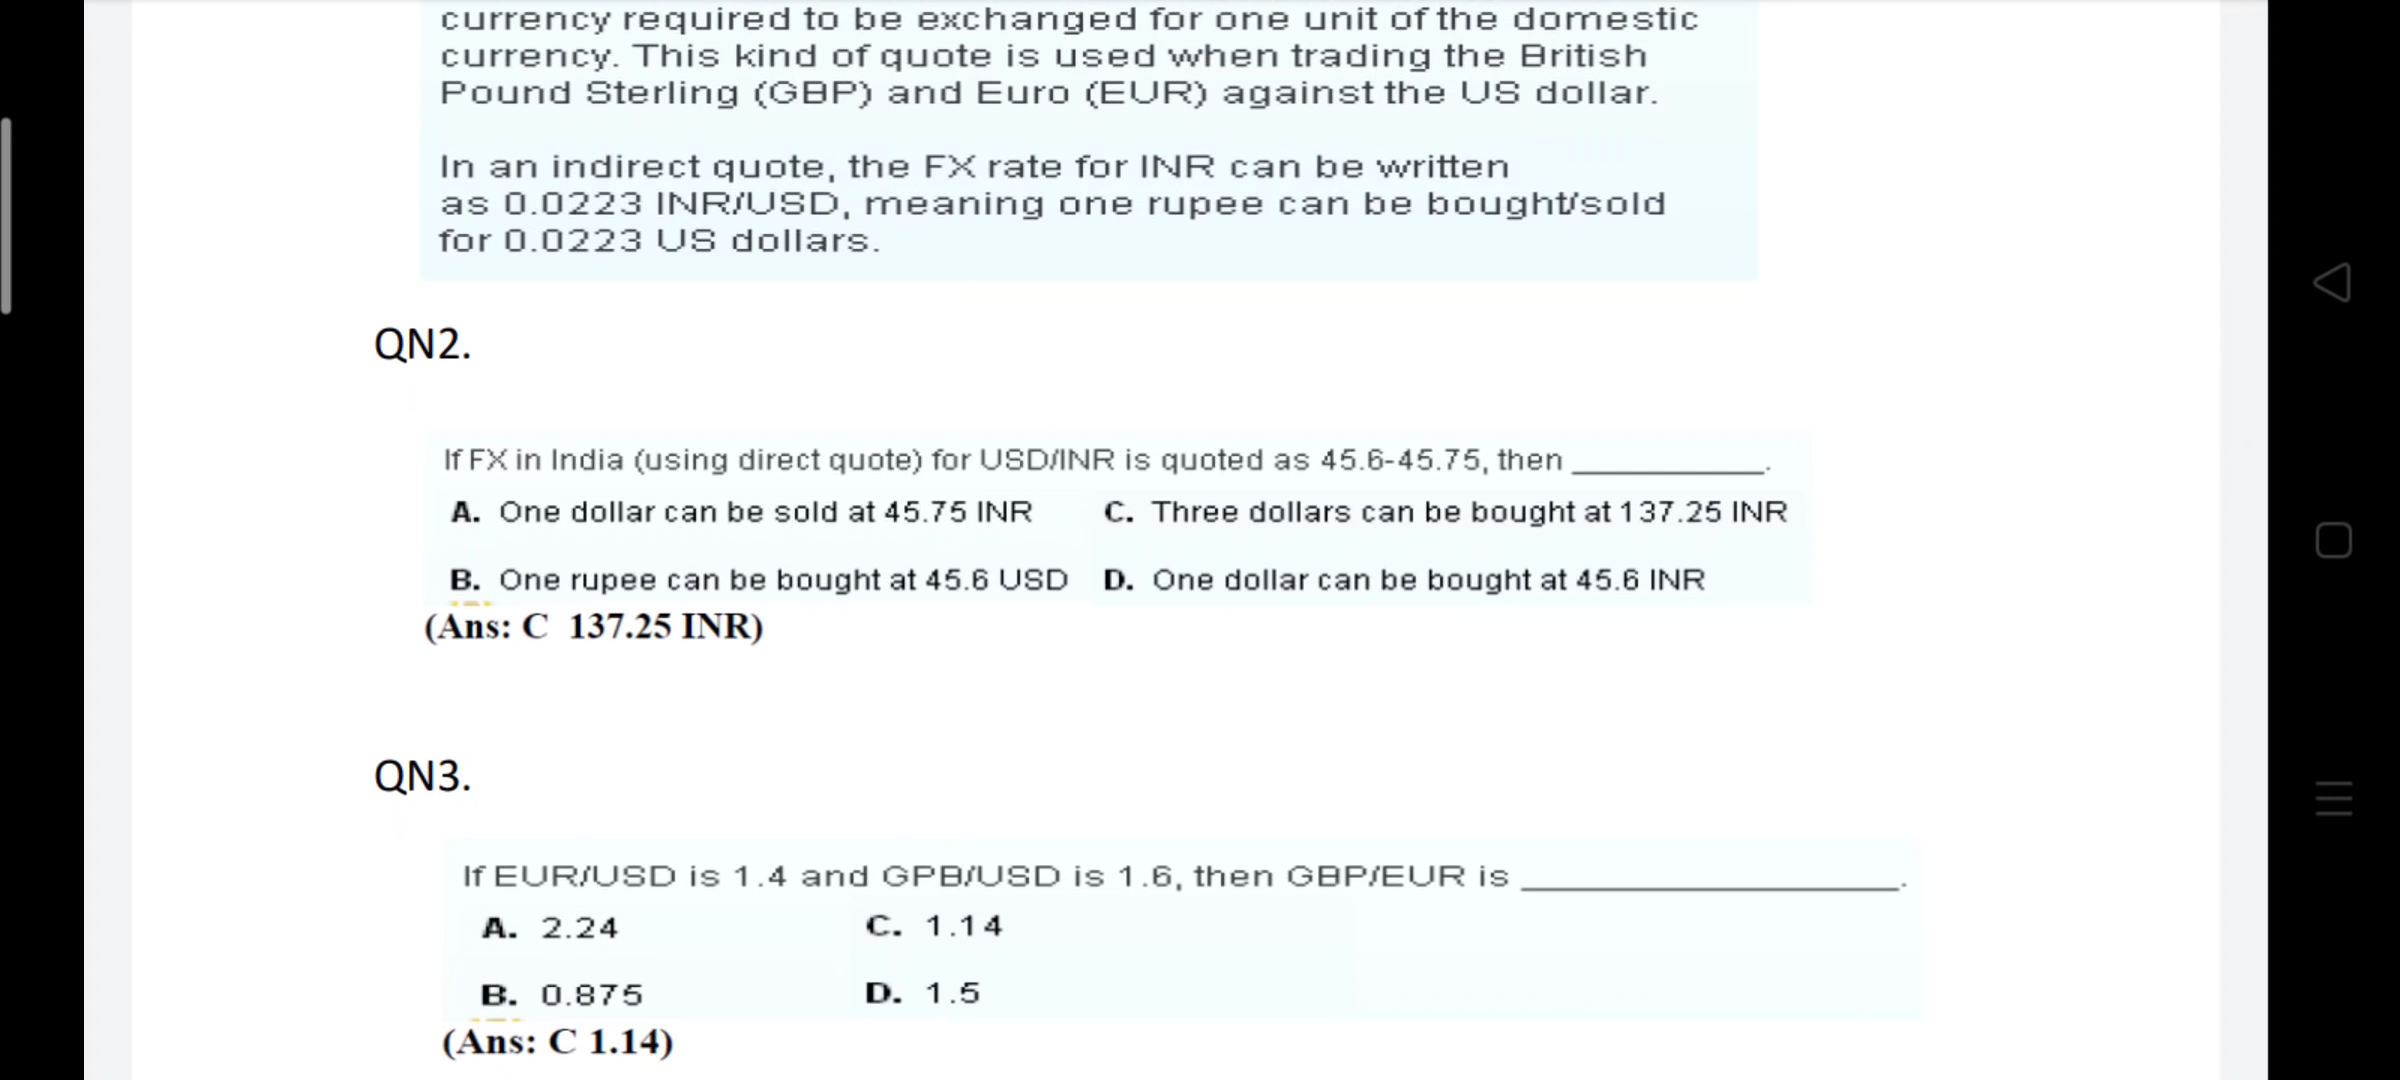 currency required to be exchanged for one unit of the domestic
currency. This kind of quote is used when trading the British
Pound Sterling (GBP) and Euro (EUR) against the US dollar.
In an indirect quote, the FX rate for INR can be written
as 0.0223 INR/USD, meaning one rupee can be bought/sold
for 0.0223 US dollars.
QN2.
If FX in India (using direct quote) for USD/INR is quoted as 45.6-45.75, then ____________.
A. One dollar can be sold at 45.75 INR C. Three dollars can be bought at 137.25 INR
B. One rupee can be bought at 45.6 USD D. One dollar can be bought at 45.6 INR
(Ans: C 137.25 INR)
QN3.
If EUR/USD is 1.4 and GPB/USD is 1.6, then GBP/EUR is ____________________.
A. 2.24 C. 1.14
B. 0.875 D. 1.5
(Ans: C 1.14)